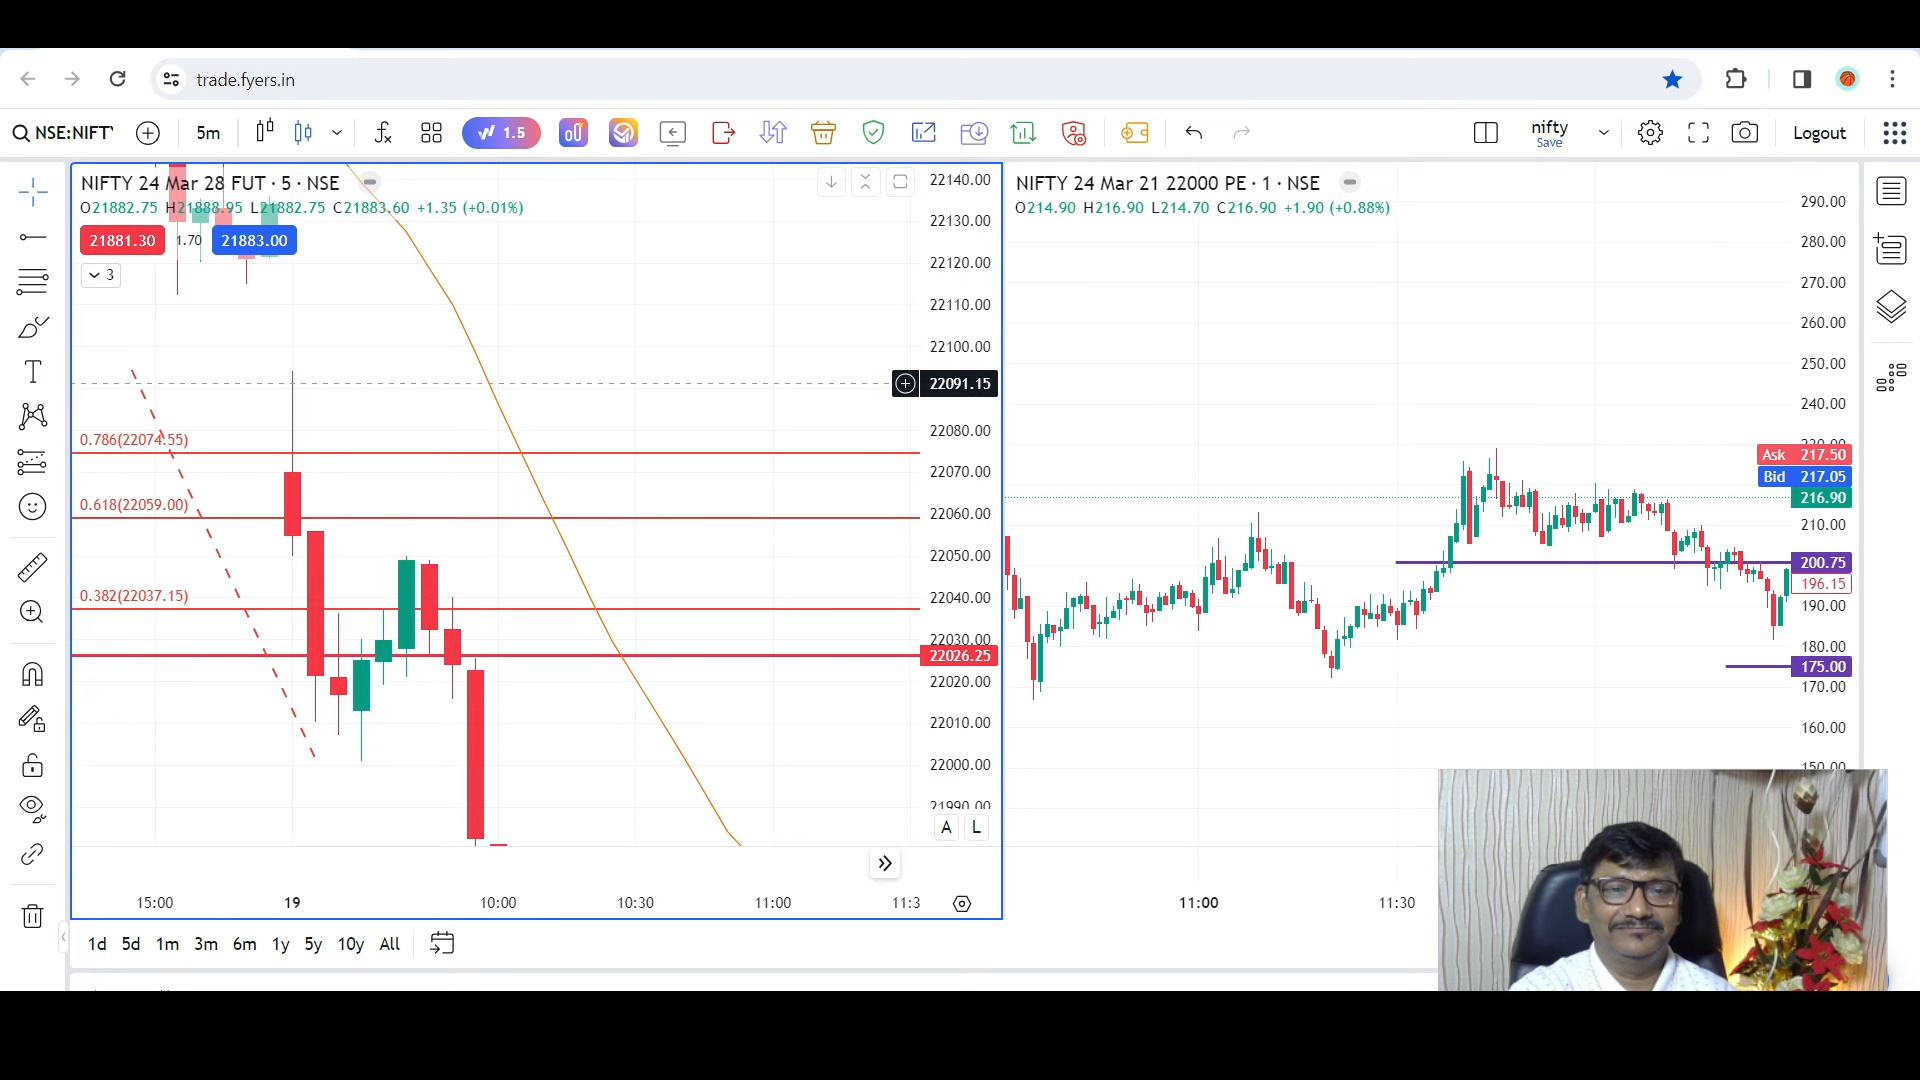 trade.fyers.in
NSE:NIFTY
5m
1.5
nifty
Save
Logout
NIFTY 24 Mar 28 FUT · 5 · NSE
O21882.75 H21888.95 L21882.75 C21883.60 +1.35 (+0.01%)
21881.30 1.70 21883.00
3
22140.00
22130.00
22120.00
22110.00
22100.00
22091.15
22080.00
22070.00
22060.00
22050.00
22040.00
22030.00
22026.25
22020.00
22010.00
22000.00
21990.00
0.786(22074.55)
0.618(22059.00)
0.382(22037.15)
A L
15:00 19 10:00 10:30 11:00 11:3
1d 5d 1m 3m 6m 1y 5y 10y All
NIFTY 24 Mar 21 22000 PE · 1 · NSE
O214.90 H216.90 L214.70 C216.90 +1.90 (+0.88%)
290.00
280.00
270.00
260.00
250.00
240.00
230.00
Ask 217.50
Bid 217.05
216.90
210.00
200.75
196.15
190.00
180.00
175.00
170.00
160.00
150.00
11:00 11:30